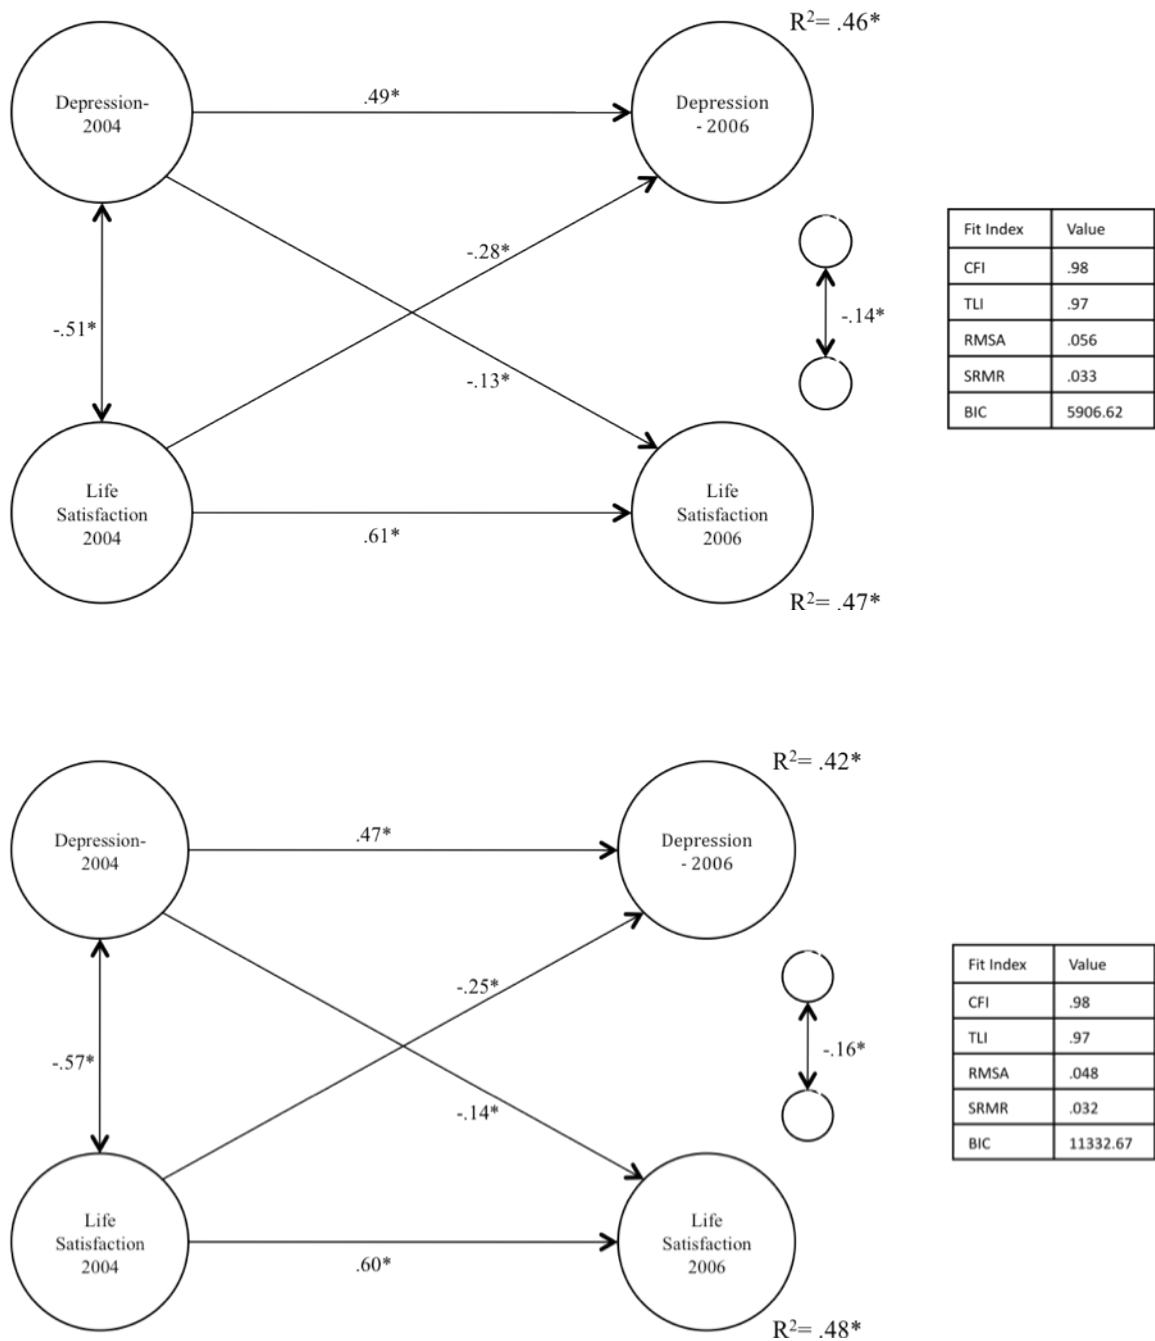 R²= .46*
Depression-
2004
.49*
Depression
- 2006
-.28*
-.51*
-.13*
-.14*
Fit Index Value
CFI .98
TLI .97
RMSA .056
SRMR .033
BIC 5906.62
Life
Satisfaction
2004
.61*
Life
Satisfaction
2006
R²= .47*
R²= .42*
Depression-
2004
.47*
Depression
- 2006
-.25*
-.57*
-.14*
-.16*
Fit Index Value
CFI .98
TLI .97
RMSA .048
SRMR .032
BIC 11332.67
Life
Satisfaction
2004
.60*
Life
Satisfaction
2006
R²= .48*